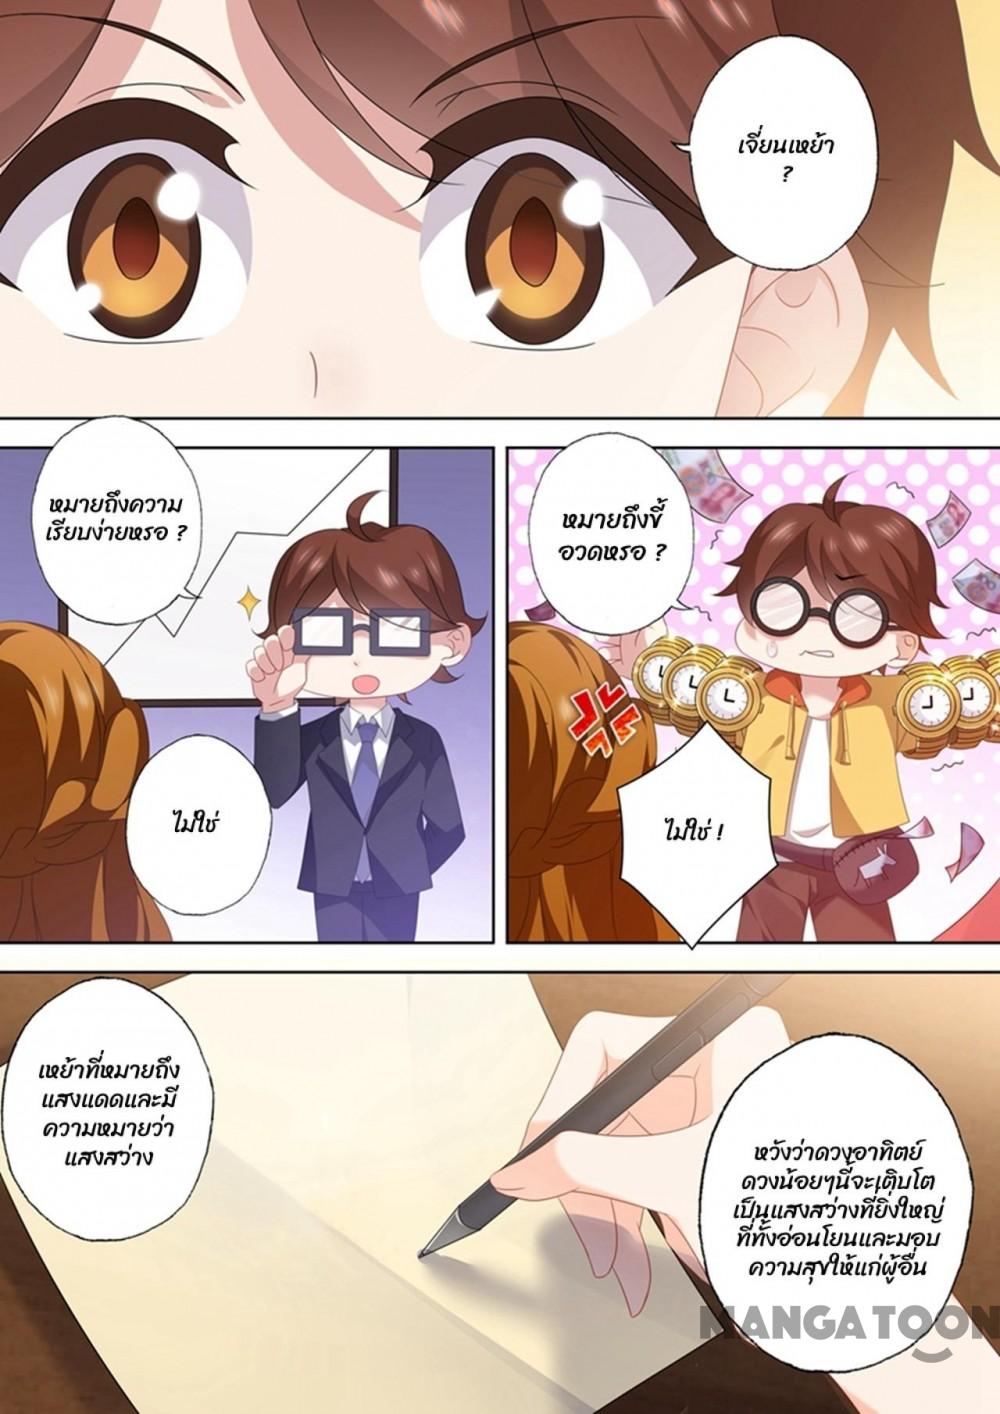 เจี่ยนเหย้า
?
หมายถึงความ
เรียบง่ายหรอ ?
ไม่ใช่
หมายถึงขี้
อวดหรอ ?
ไม่ใช่ !
เหย้าที่หมายถึง
แสงแดดและมี
ความหมายว่า
แสงสว่าง
หวังว่าดวงอาทิตย์
ดวงน้อยๆนี้จะเติบโต
เป็นแสงสว่างที่ยิ่งใหญ่
ที่ทั้งอ่อนโยนและมอบ
ความสุขให้แก่ผู้อื่น
MANGATOON